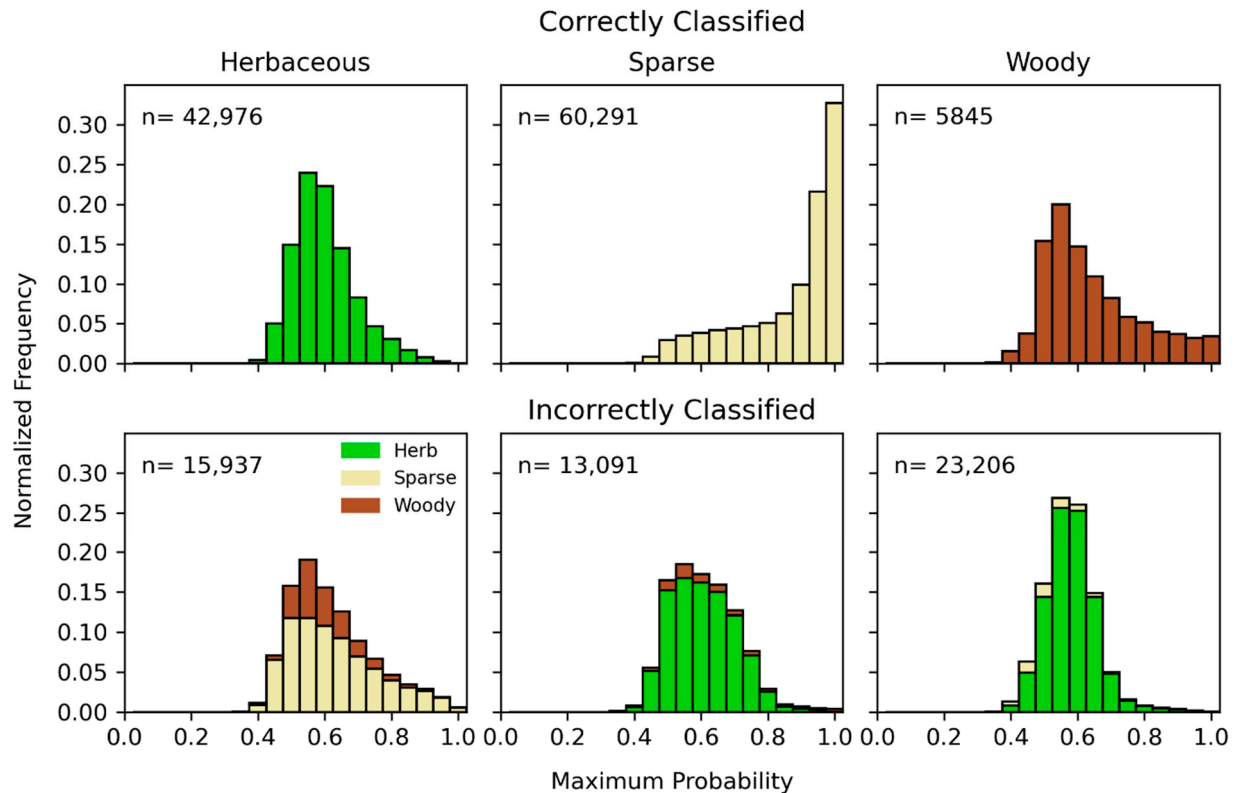 Correctly Classified
Herbaceous Sparse Woody
n= 42,976 n= 60,291 n= 5845
0.30
0.25
0.20
0.15
0.10
0.05
0.00
Normalized Frequency
Incorrectly Classified
n= 15,937 n= 13,091 n= 23,206
Herb
Sparse
Woody
0.30
0.25
0.20
0.15
0.10
0.05
0.00
0.0 0.2 0.4 0.6 0.8 1.0 0.0 0.2 0.4 0.6 0.8 1.0 0.0 0.2 0.4 0.6 0.8 1.0
Maximum Probability